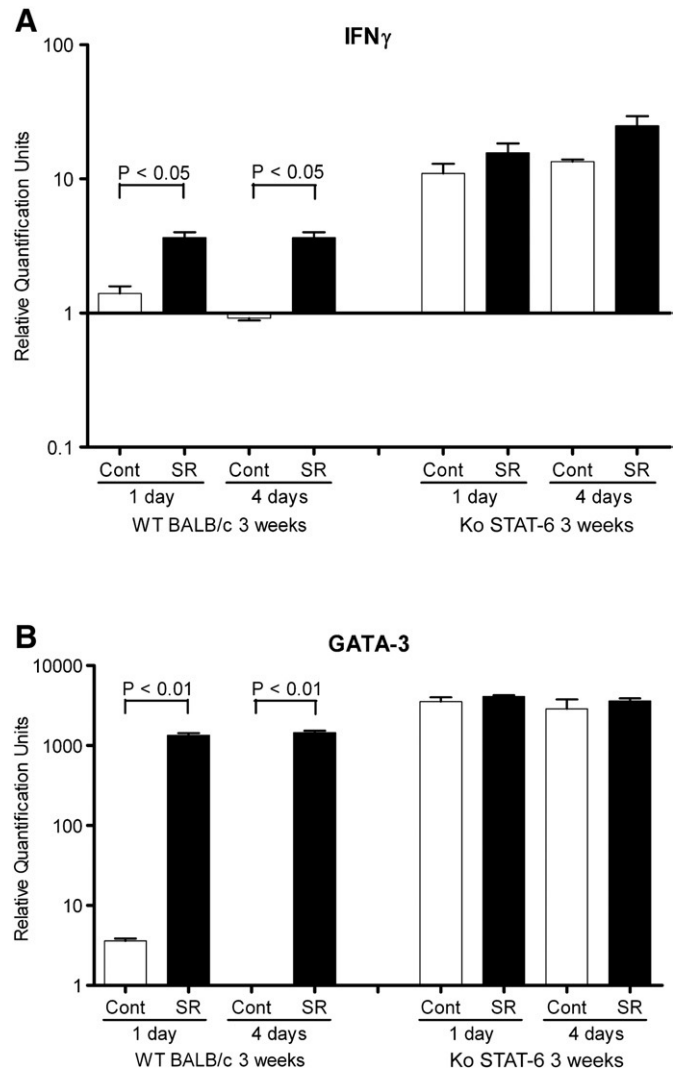 A
IFNγ
Relative Quantification Units
100
10
1
0.1
P < 0.05
P < 0.05
Cont SR Cont SR Cont SR Cont SR
1 day 4 days 1 day 4 days
WT BALB/c 3 weeks Ko STAT-6 3 weeks
B
GATA-3
Relative Quantification Units
10000
1000
100
10
1
P < 0.01
P < 0.01
Cont SR Cont SR Cont SR Cont SR
1 day 4 days 1 day 4 days
WT BALB/c 3 weeks Ko STAT-6 3 weeks